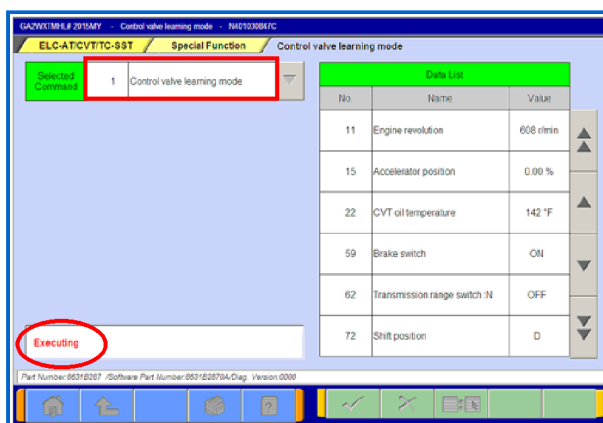 GA2WXTMHL# 2015MY - Control valve learning mode - N401030847C
ELC-AT/CVT/TC-SST
Special Function
Control valve learning mode
Selected
Command
1
Control valve learning mode
Data List
No.
Name
Value
11 Engine revolution 608 r/min
15 Accelerator position 0.00 %
22 CVT oil temperature 142 °F
59 Brake switch ON
62 Transmission range switch :N OFF
72 Shift position D
Executing
Part Number:8631B287 /Software Part Number:8631B2870A/Diag. Version:0000
?